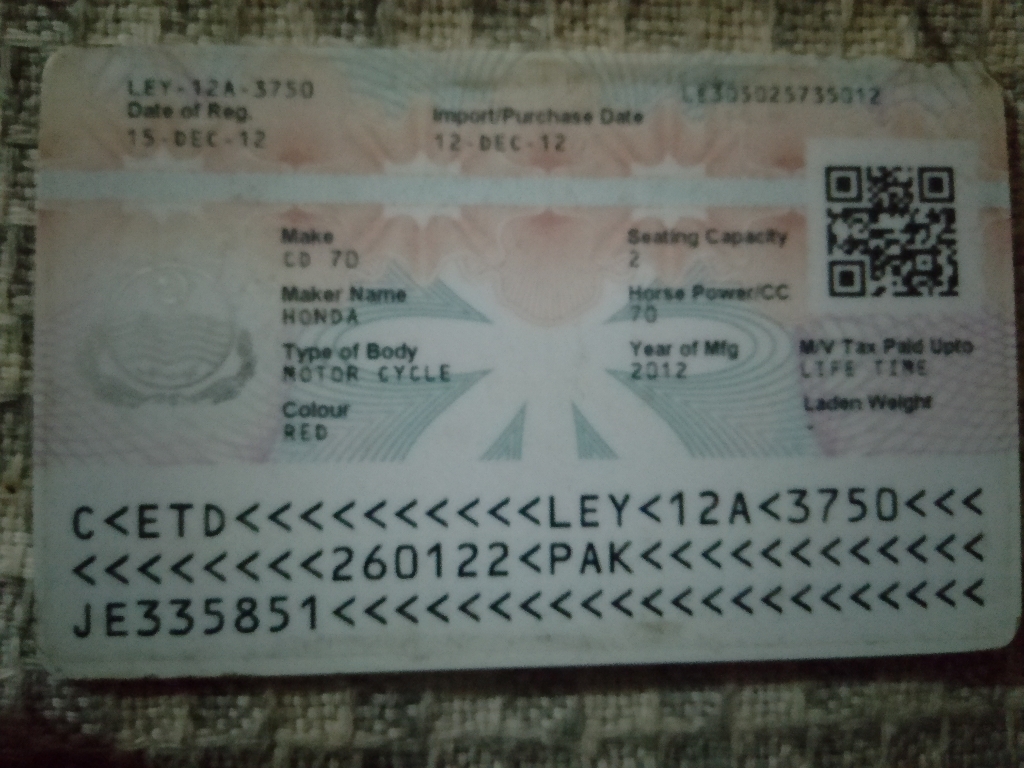 LEY-12A-3750
LE305025735012
Date of Reg.
Import/Purchase Date
15-DEC-12
12-DEC-12
Make
CD 70
Seating Capacity
2
Maker Name
HONDA
Horse Power/CC
70
Type of Body
MOTOR CYCLE
Year of Mfg
2012
M/V Tax Paid Upto
LIFE TIME
Colour
RED
Laden Weight
-
C<ETD<<<<<<<<<<LEY<12A<3750<<<
<<<<<<<<260122<PAK<<<<<<<<<<<<
JE335851<<<<<<<<<<<<<<<<<<<<<<